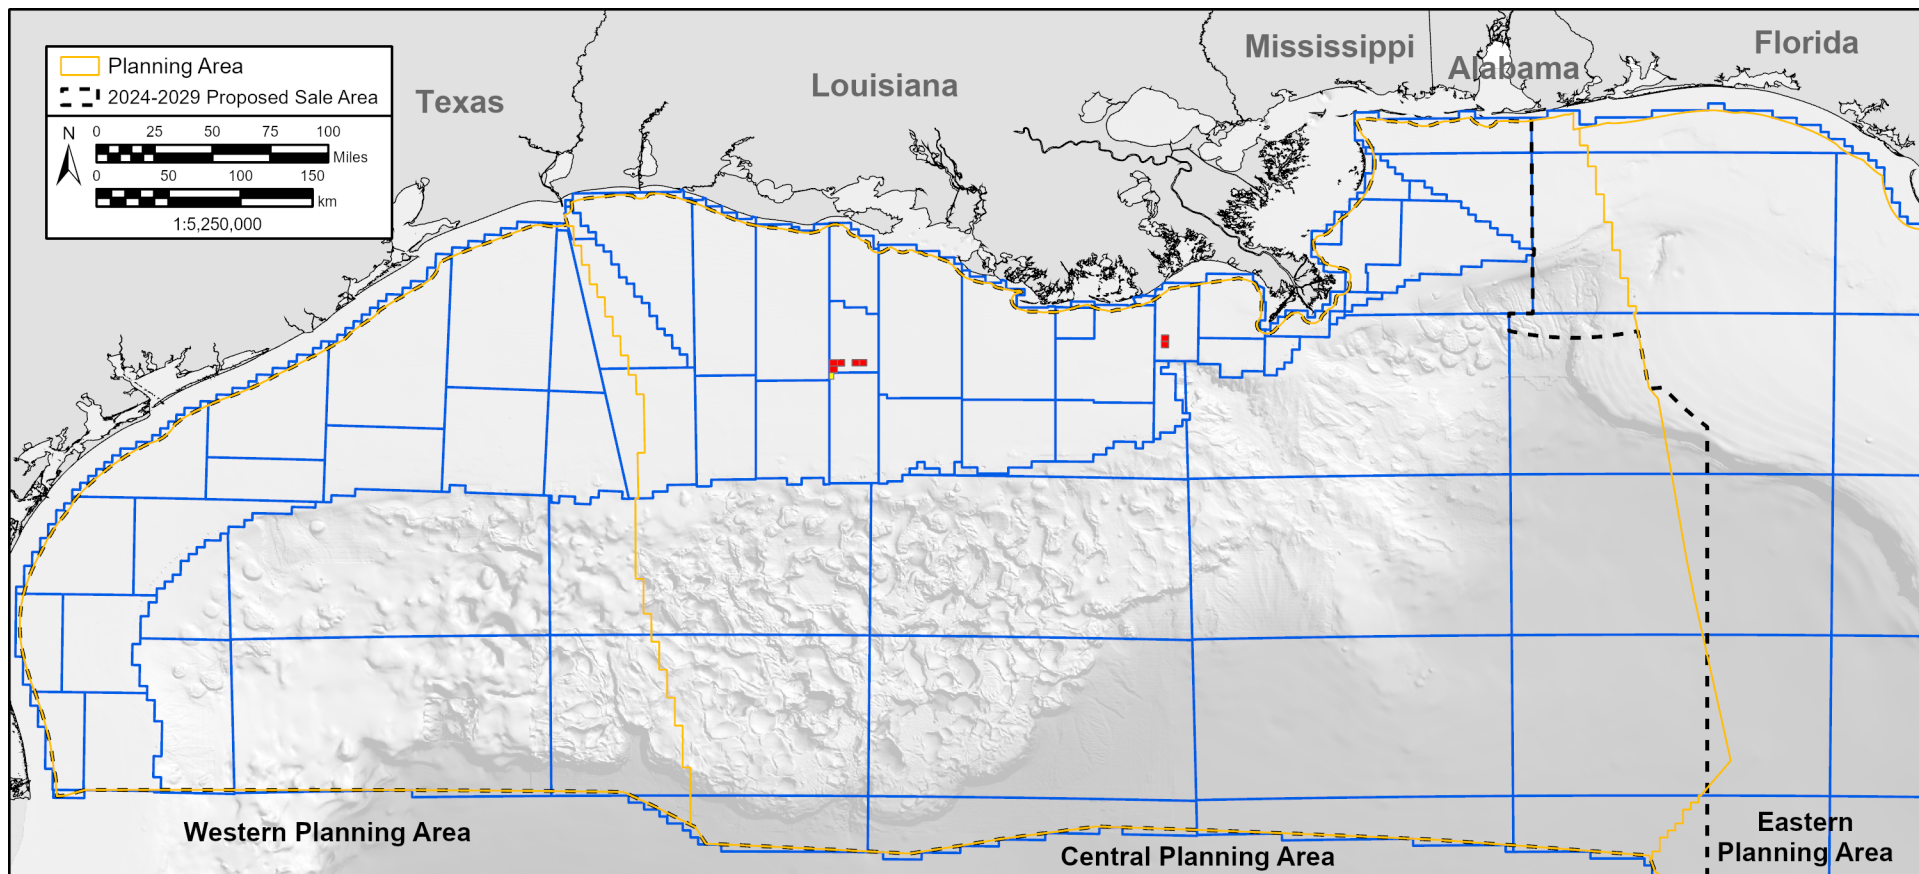 Planning Area
2024-2029 Proposed Sale Area
N
0 25 50 75 100
Miles
0 50 100 150
km
1:5,250,000
Texas
Louisiana
Mississippi
Alabama
Florida
Western Planning Area
Central Planning Area
Eastern
Planning Area